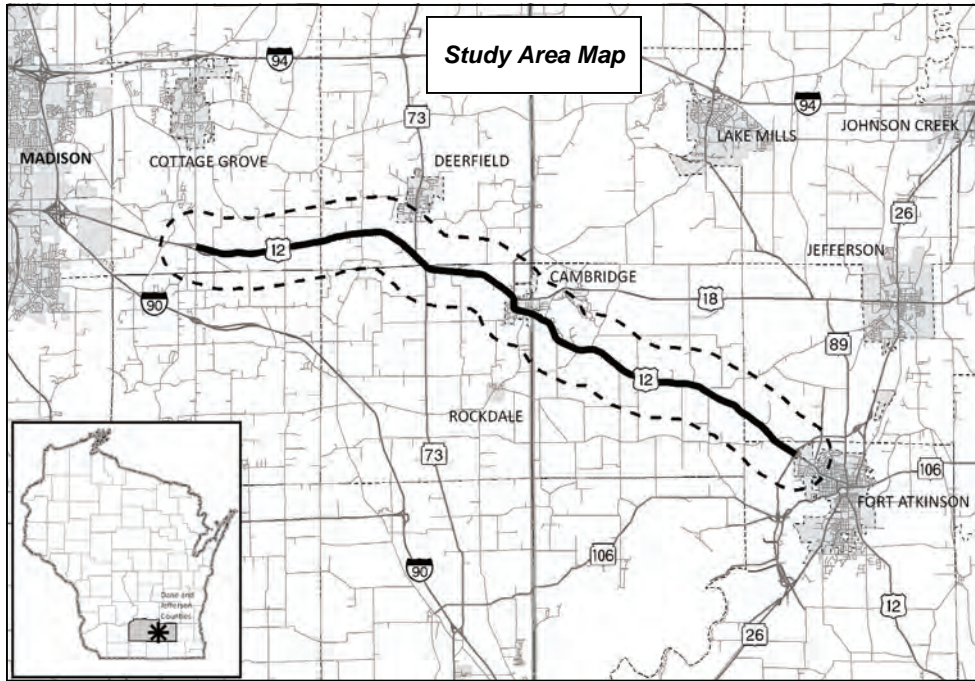 Study Area Map
94
94
73
LAKE MILLS
JOHNSON CREEK
MADISON
COTTAGE GROVE
DEERFIELD
26
12
JEFFERSON
CAMBRIDGE
90
18
89
12
ROCKDALE
73
106
FORT ATKINSON
106
90
12
26
Dane and
Jefferson
Counties